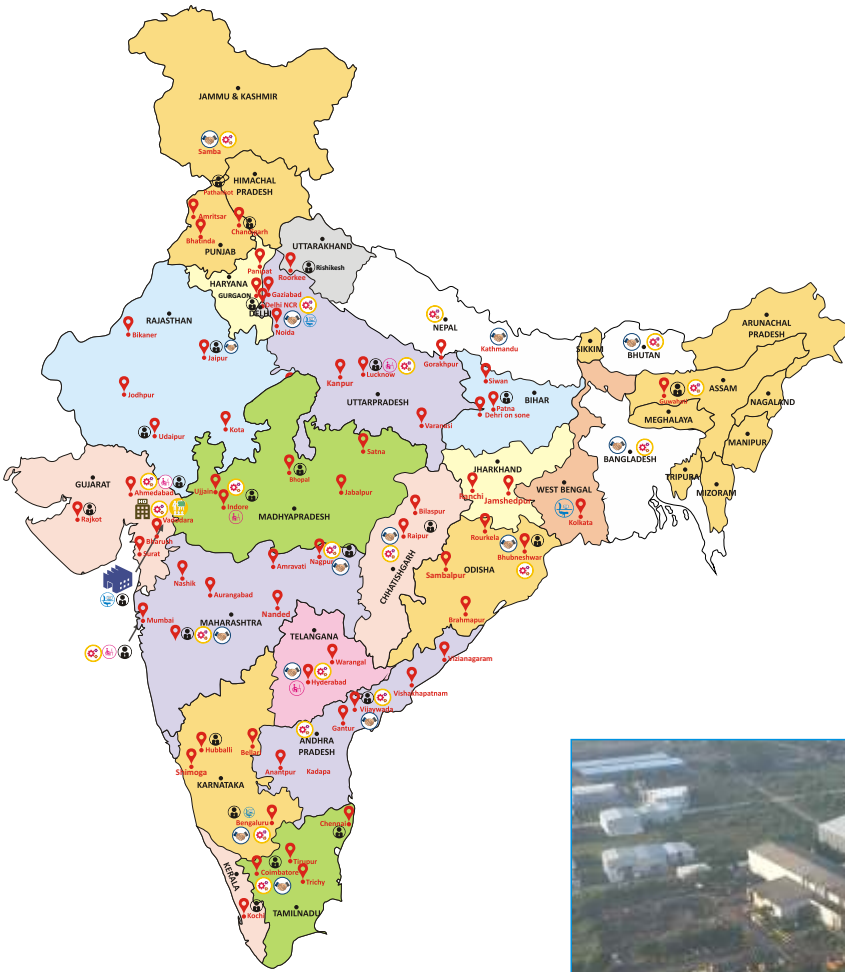 JAMMU & KASHMIR
Samba
HIMACHAL
PRADESH
Pathankot
Amritsar
Chandigarh
Bhatinda
PUNJAB
UTTARAKHAND
Panipat
Roorkee
Rishikesh
HARYANA
GURGAON
Gaziabad
Delhi NCR
DELHI
Noida
RAJASTHAN
Bikaner
Jaipur
Jodhpur
Udaipur
Kota
NEPAL
Kathmandu
Gorakhpur
Lucknow
Kanpur
UTTARPRADESH
Varanasi
SIKKIM
BHUTAN
ARUNACHAL
PRADESH
Siwan
BIHAR
Patna
Dehri on sone
Guwahati
ASSAM
NAGALAND
MEGHALAYA
MANIPUR
BANGLADESH
TRIPURA
MIZORAM
GUJARAT
Ahmedabad
HO
Vadodara
Rajkot
Bharush
Surat
Satna
Ujjain
Bhopal
Indore
Jabalpur
MADHYAPRADESH
JHARKHAND
Ranchi
Jamshedpur
WEST BENGAL
Kolkata
Bilaspur
Raipur
CHHATISHGARH
Rourkela
Bhubneshwar
Sambalpur
ODISHA
Brahmapur
Nagpur
Amravati
Nashik
Aurangabad
Nanded
Mumbai
MAHARASHTRA
TELANGANA
Warangal
Hyderabad
Vizianagaram
Vishakhapatnam
Vijaywada
Gantur
ANDHRA
PRADESH
Anantpur
Kadapa
Hubballi
Bellari
Shimoga
KARNATAKA
Bengaluru
Chennai
Tirupur
Coimbatore
Trichy
KERALA
Kochi
TAMILNADU